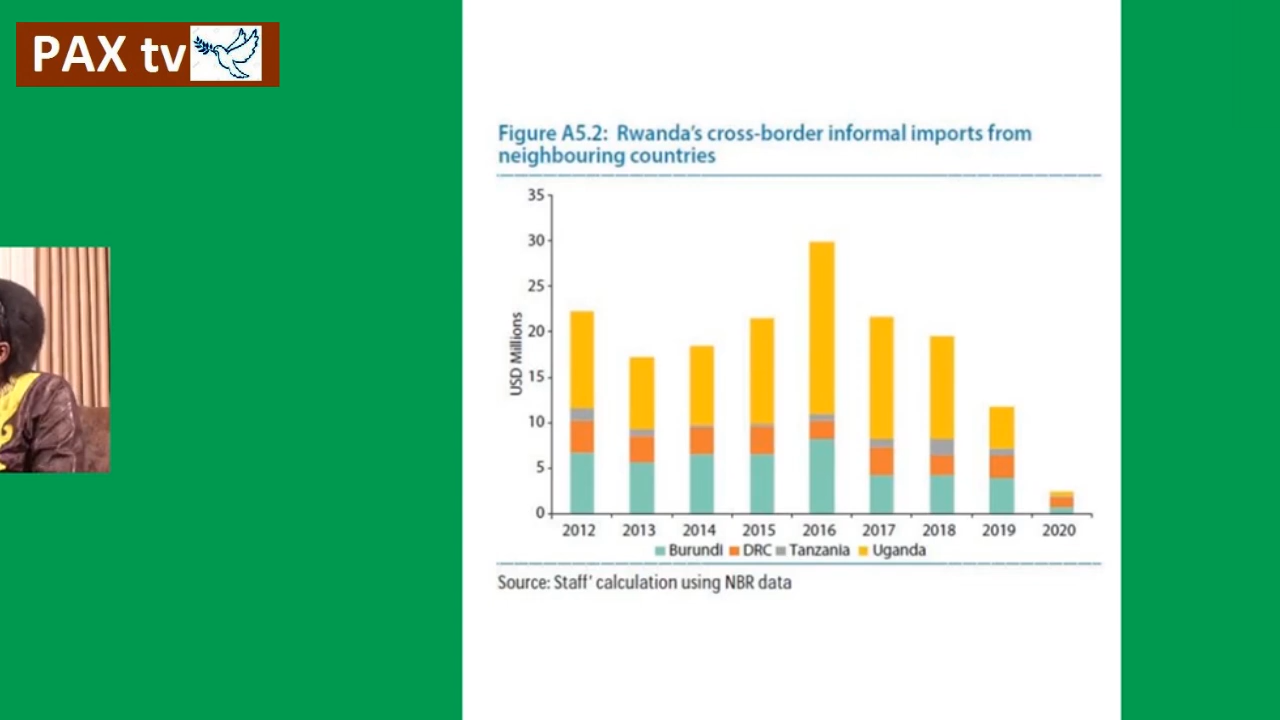 PAX tv
Figure A5.2: Rwanda's cross-border informal imports from
neighbouring countries
35
30
25
20
15
10
5
0
USD Millions
2012 2013 2014 2015 2016 2017 2018 2019 2020
Burundi DRC Tanzania Uganda
Source: Staff' calculation using NBR data